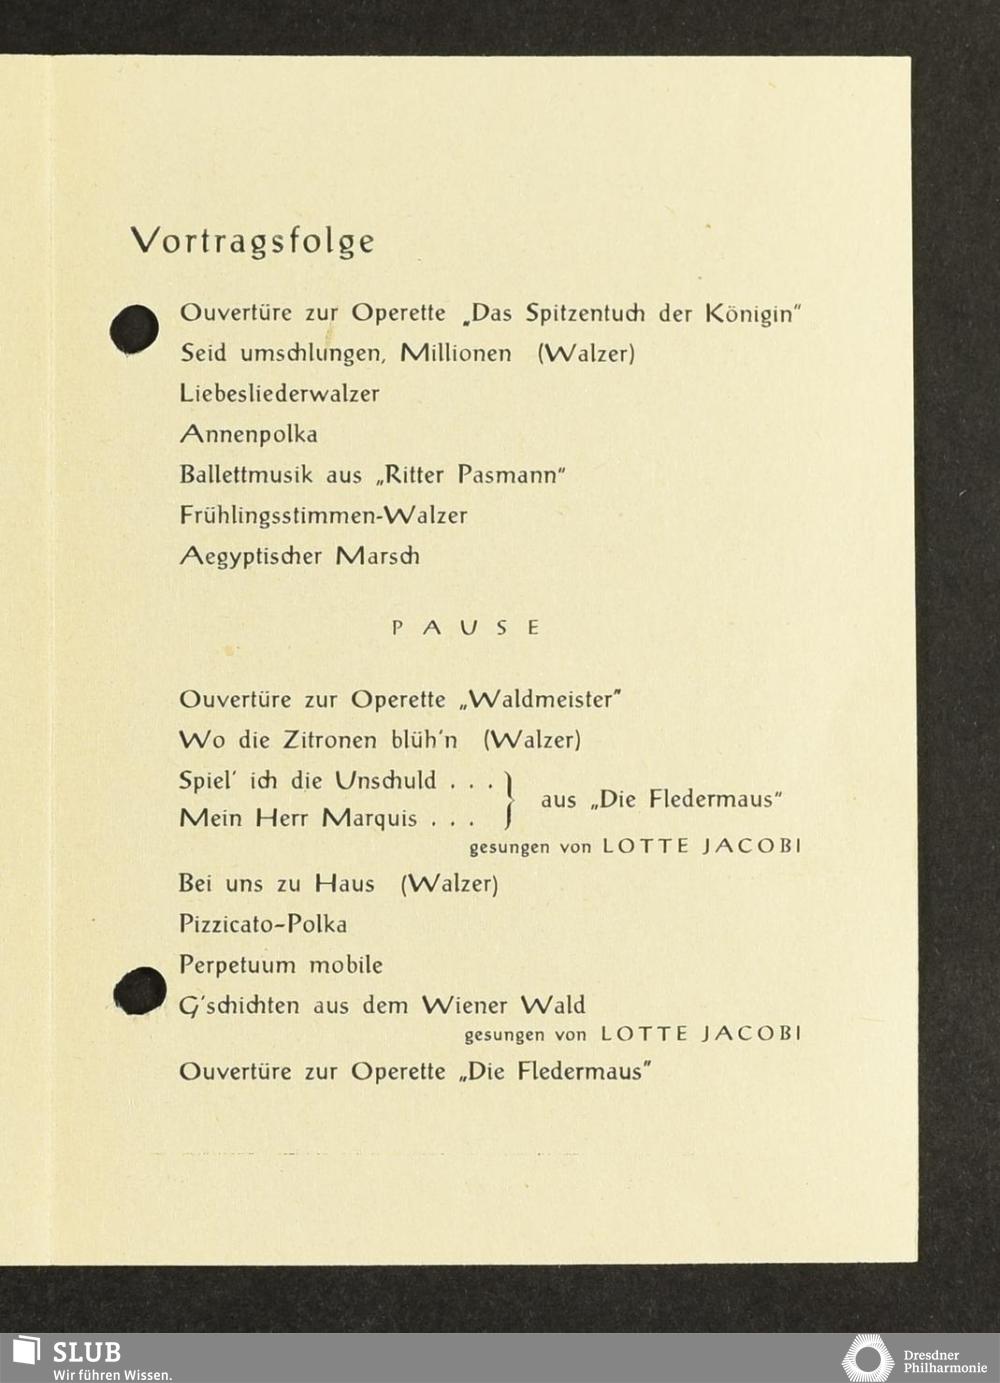 Vortragsfolge
Ouvertüre zur Operette „Das Spitzentuch der Königin"
Seid umschlungen, Millionen (Walzer)
Liebesliederwalzer
Annenpolka
Ballettmusik aus „Ritter Pasmann"
Frühlingsstimmen-Walzer
Aegyptischer Marsch
PAUSE
Ouvertüre zur Operette „Waldmeister"
Wo die Zitronen blüh'n (Walzer)
Spiel' ich die Unschuld . . .
Mein Herr Marquis . . .
aus „Die Fledermaus"
gesungen von LOTTE JACOBI
Bei uns zu Haus (Walzer)
Pizzicato-Polka
Perpetuum mobile
G'schichten aus dem Wiener Wald
gesungen von LOTTE JACOBI
Ouvertüre zur Operette „Die Fledermaus"
SLUB
Wir führen Wissen.
Dresdner
Philharmonie